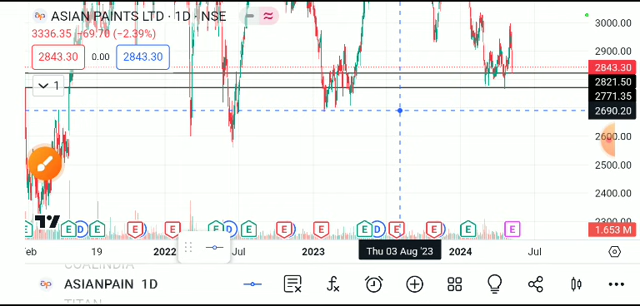 ASIAN PAINTS LTD · 1D · NSE
3336.35 −69.70 (−2.39%)
2843.30 0.00 2843.30
1
3000.00
2900.00
2843.30
2821.50
2771.35
2690.20
2600.00
2500.00
2400.00
2300.00
1.653 M
E D E E E D E E D E E E D E E E D E E
eb 19 2022 2023 Thu 03 Aug '23 2024 Jul
COALINDIA
ASIANPAIN 1D
TITAN